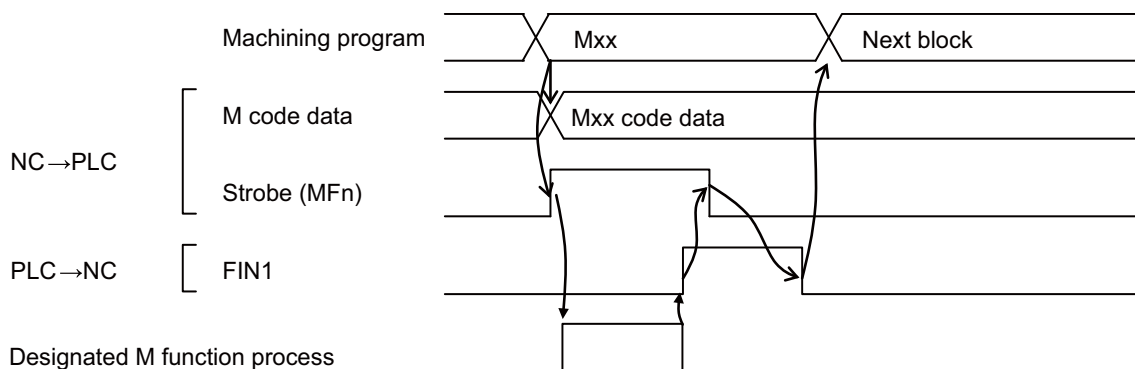 Machining program
Mxx
Next block
M code data
Mxx code data
NC→PLC
Strobe (MFn)
PLC→NC
FIN1
Designated M function process